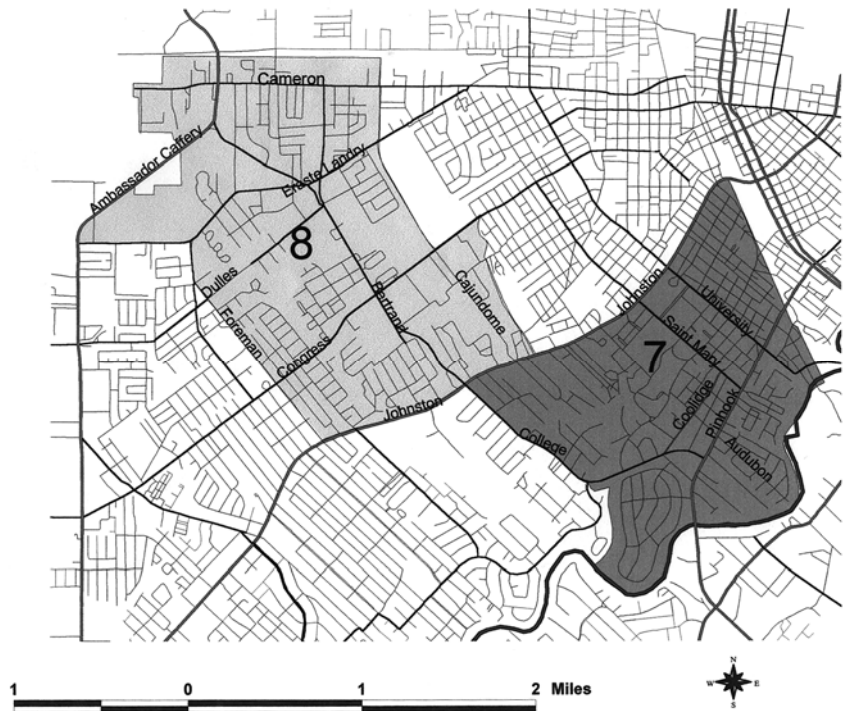 Cameron
Ambassador Caffery
Eraste Landry
8
Dulles
Bertrand
Cajundome
Foreman
Congress
Johnston
University
Saint Mary
7
Coolidge
Pinhook
Johnston
College
Audubon
1 0 1 2 Miles
N
W E
S